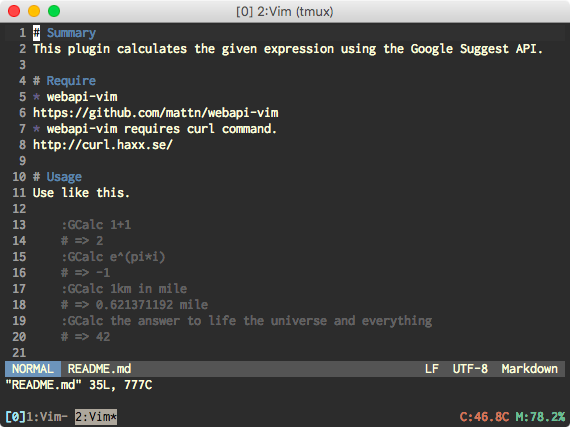 [0] 2:Vim (tmux)
1 # Summary
2 This plugin calculates the given expression using the Google Suggest API.
3
4 # Require
5 * webapi-vim
6 https://github.com/mattn/webapi-vim
7 * webapi-vim requires curl command.
8 http://curl.haxx.se/
9
10 # Usage
11 Use like this.
12
13     :GCalc 1+1
14     # => 2
15     :GCalc e^(pi*i)
16     # => -1
17     :GCalc 1km in mile
18     # => 0.621371192 mile
19     :GCalc the answer to life the universe and everything
20     # => 42
21
NORMAL README.md LF UTF-8 Markdown
"README.md" 35L, 777C
[0]1:Vim- 2:Vim* C:46.8C M:78.2%